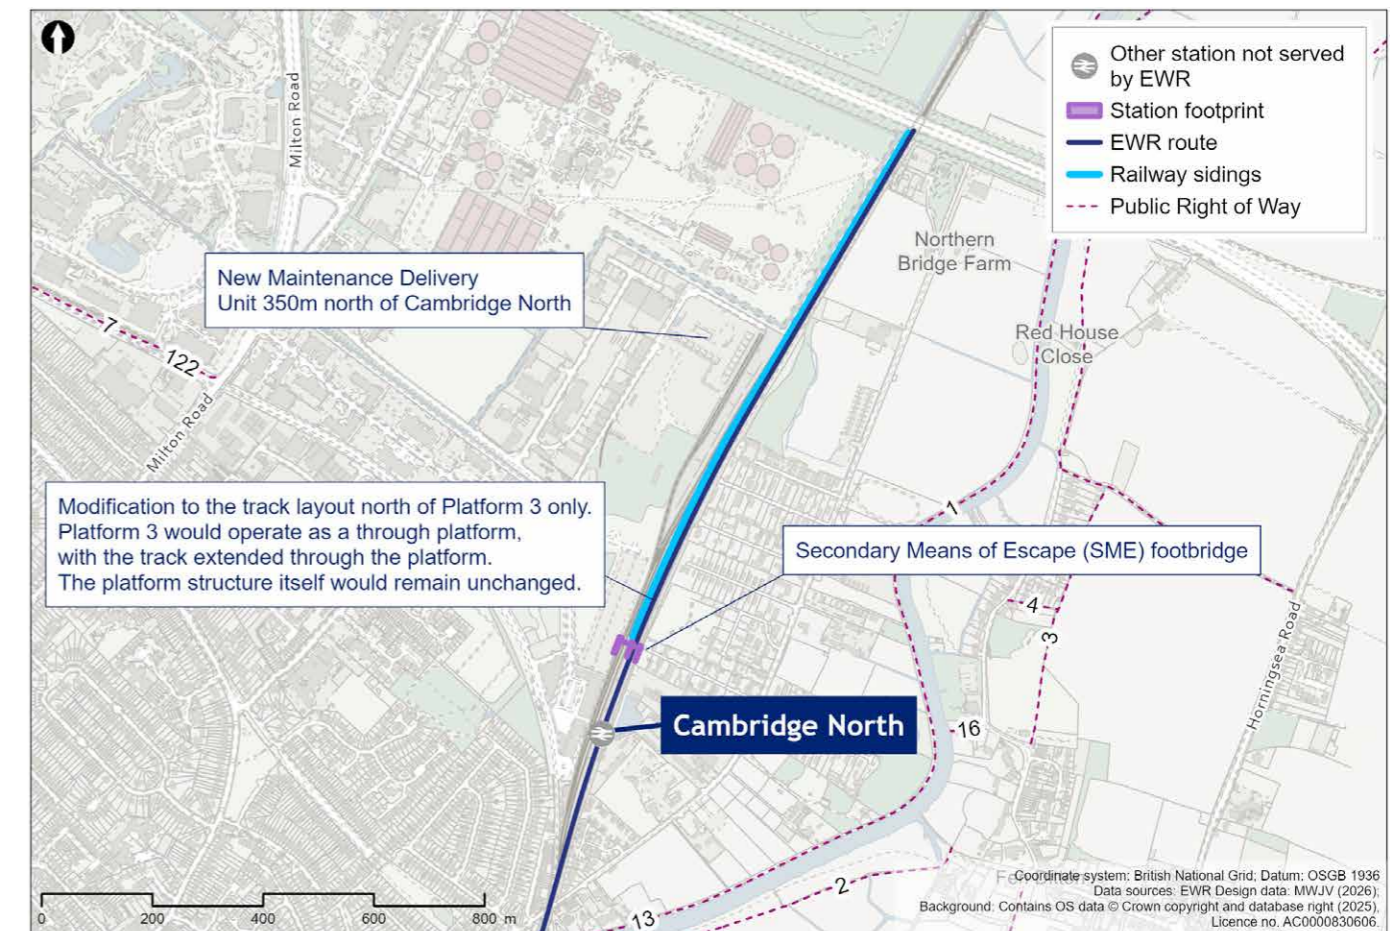 Other station not served
by EWR
Station footprint
EWR route
Railway sidings
Public Right of Way
Milton Road
Northern
Bridge Farm
New Maintenance Delivery
Unit 350m north of Cambridge North
Red House
Close
7
122
Milton Road
Modification to the track layout north of Platform 3 only.
Platform 3 would operate as a through platform,
with the track extended through the platform.
The platform structure itself would remain unchanged.
1
Secondary Means of Escape (SME) footbridge
4
3
Horningsea Road
Cambridge North
16
2
13
0 200 400 600 800 m
Coordinate system: British National Grid; Datum: OSGB 1936
Data sources: EWR Design data: MWJV (2026);
Background: Contains OS data © Crown copyright and database right (2025),
Licence no. AC0000830606.